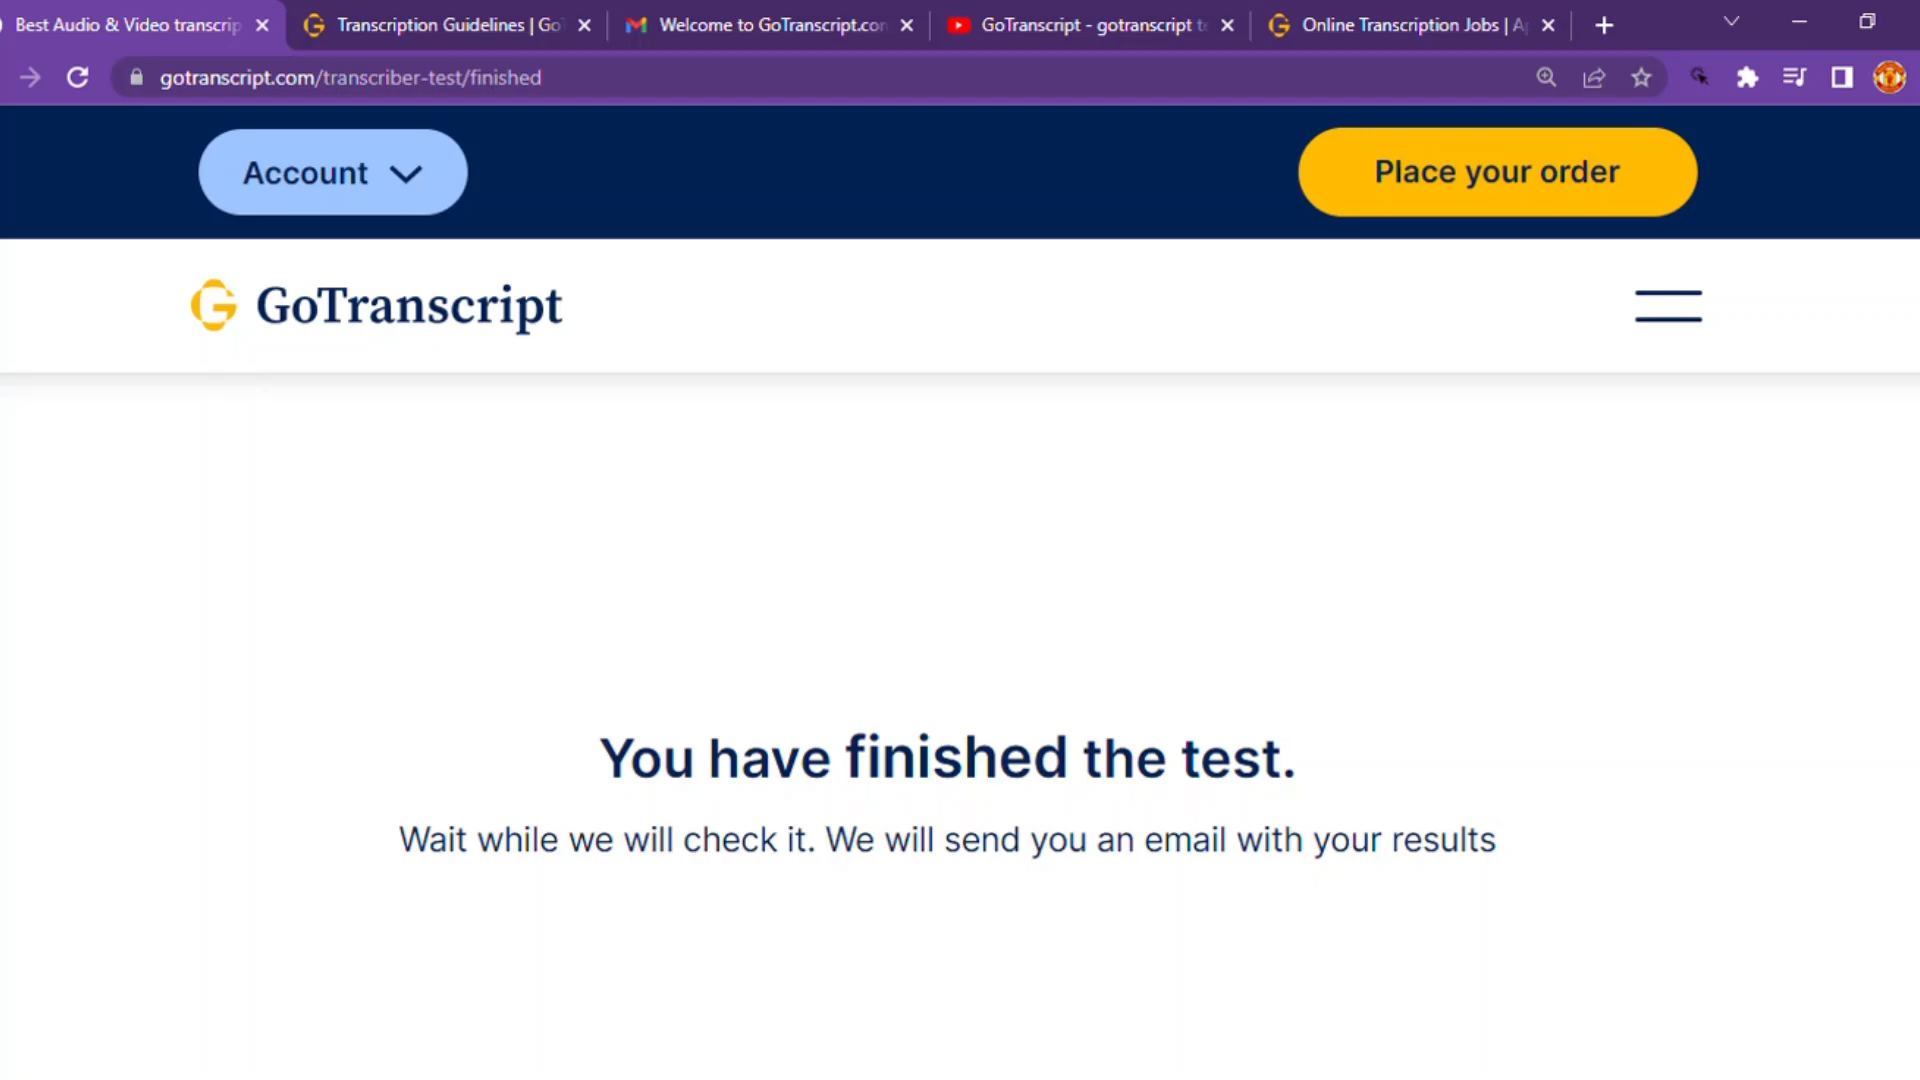 Best Audio & Video transcrip
Transcription Guidelines | Go
Welcome to GoTranscript.co
GoTranscript - gotranscript t
Online Transcription Jobs | A
gotranscript.com/transcriber-test/finished
Account
Place your order
GoTranscript
You have finished the test.
Wait while we will check it. We will send you an email with your results